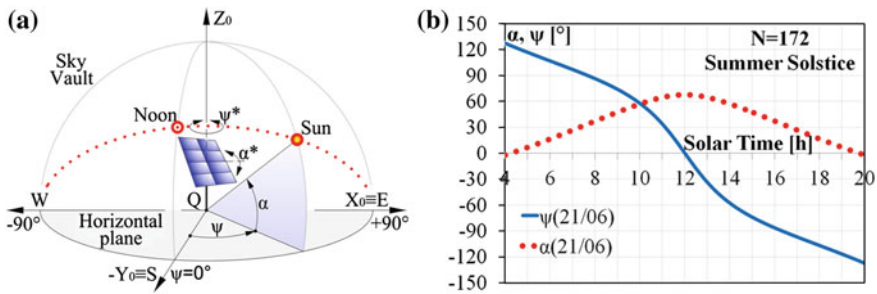 (a)
Z₀
Sky
Vault
Noon
ψ*
Sun
α*
W
Q
α
X₀≡E
-90°
Horizontal
plane
ψ
+90°
-Y₀≡S
ψ=0°
(b)
150
120
90
60
30
0
-30
-60
-90
-120
-150
α, ψ [°]
N=172
Summer Solstice
Solar Time [h]
4 6 8 10 12 14 16 18 20
ψ(21/06)
α(21/06)